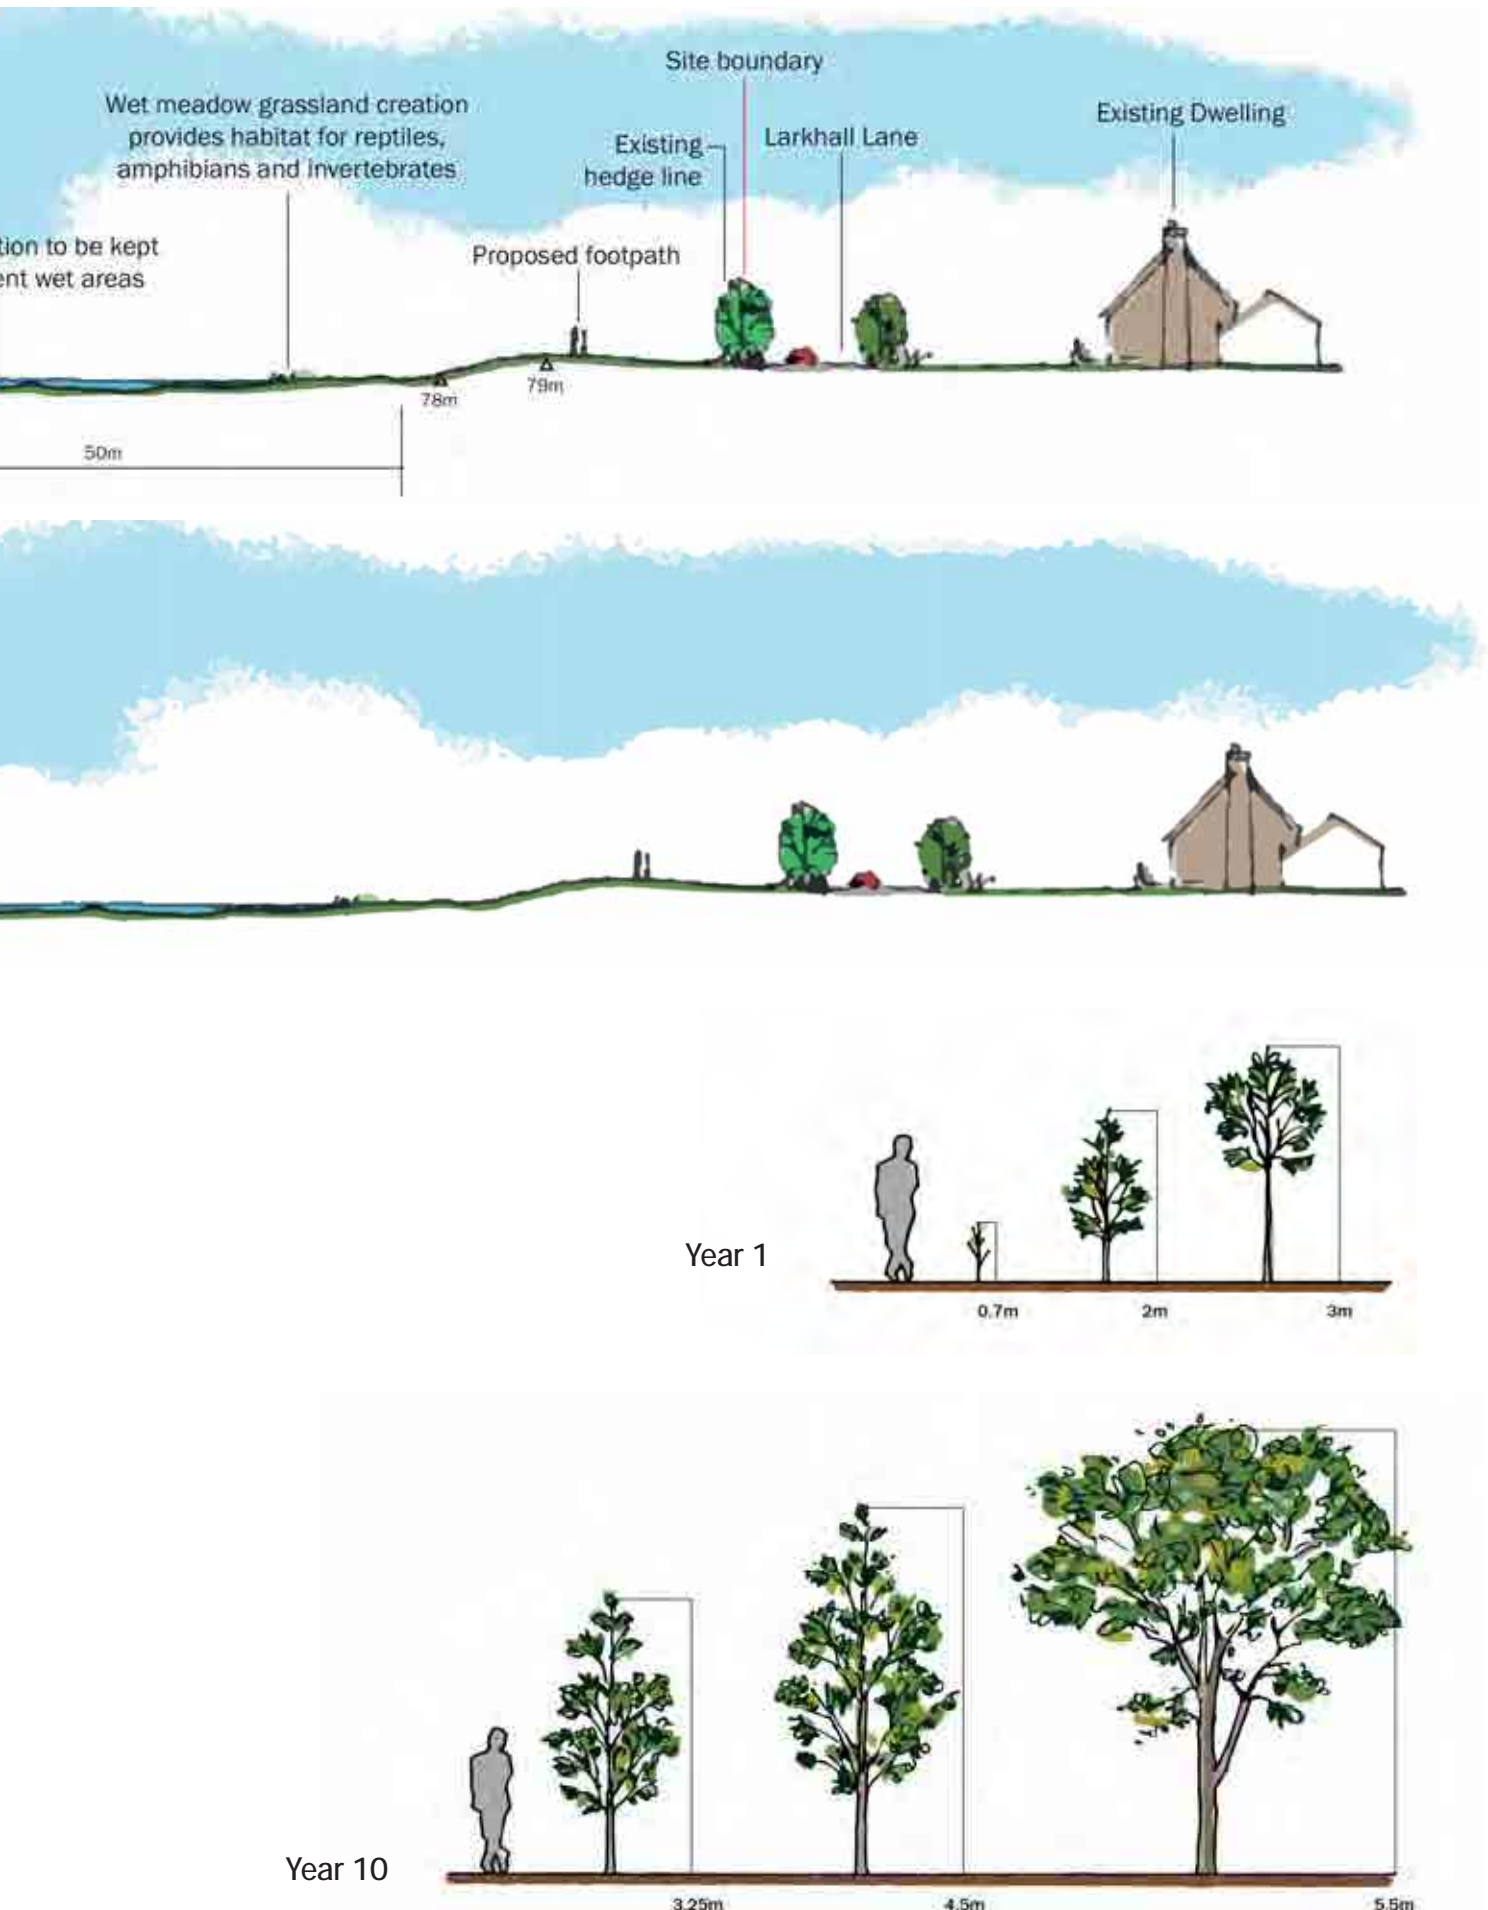 Site boundary
Wet meadow grassland creation
provides habitat for reptiles,
amphibians and invertebrates
Existing
hedge line
Larkhall Lane
Existing Dwelling
tion to be kept
ent wet areas
Proposed footpath
78m
79m
50m
Year 1
0.7m
2m
3m
Year 10
3.25m
4.5m
5.5m